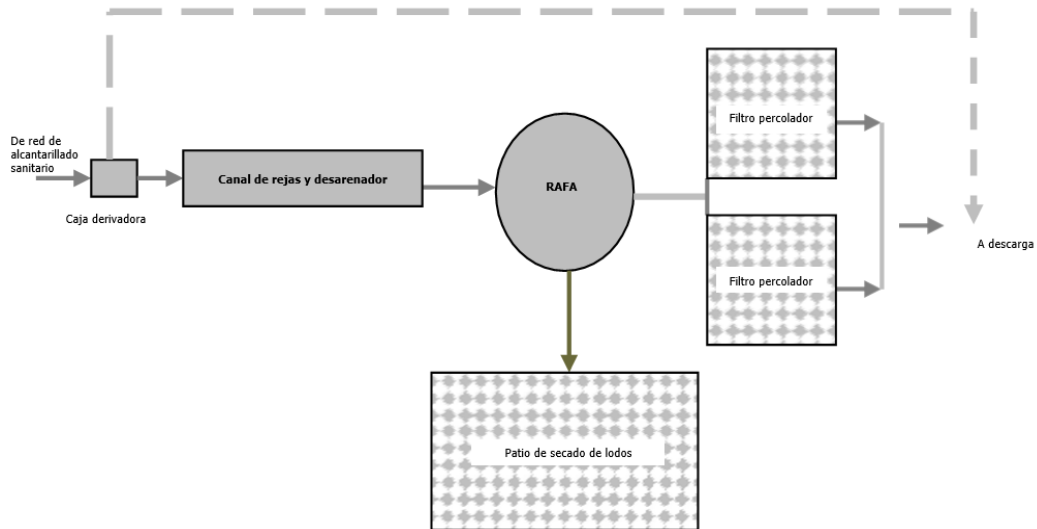 De red de
alcantarillado
sanitario
Caja derivadora
Canal de rejas y desarenador
RAFA
Filtro percolador
Filtro percolador
A descarga
Patio de secado de lodos